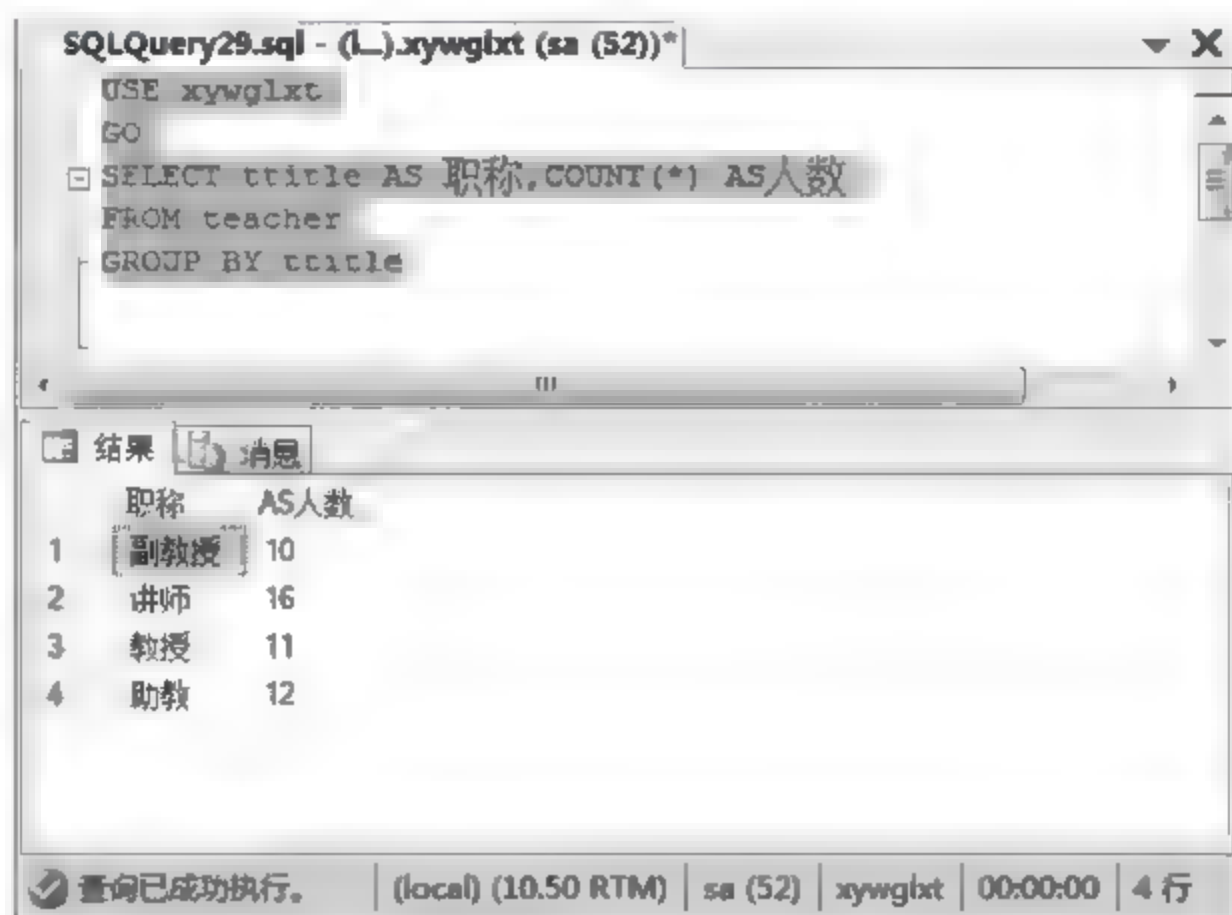 SQLQuery29.sql - (l...).xywglxt (sa (52))*
USE xywglxt
GO
SELECT ttitle AS 职称,COUNT(*) AS人数
FROM teacher
GROUP BY ttitle
结果 消息
职称 AS人数
1 副教授 10
2 讲师 16
3 教授 11
4 助教 12
查询已成功执行。 (local) (10.50 RTM) sa (52) xywglxt 00:00:00 4 行